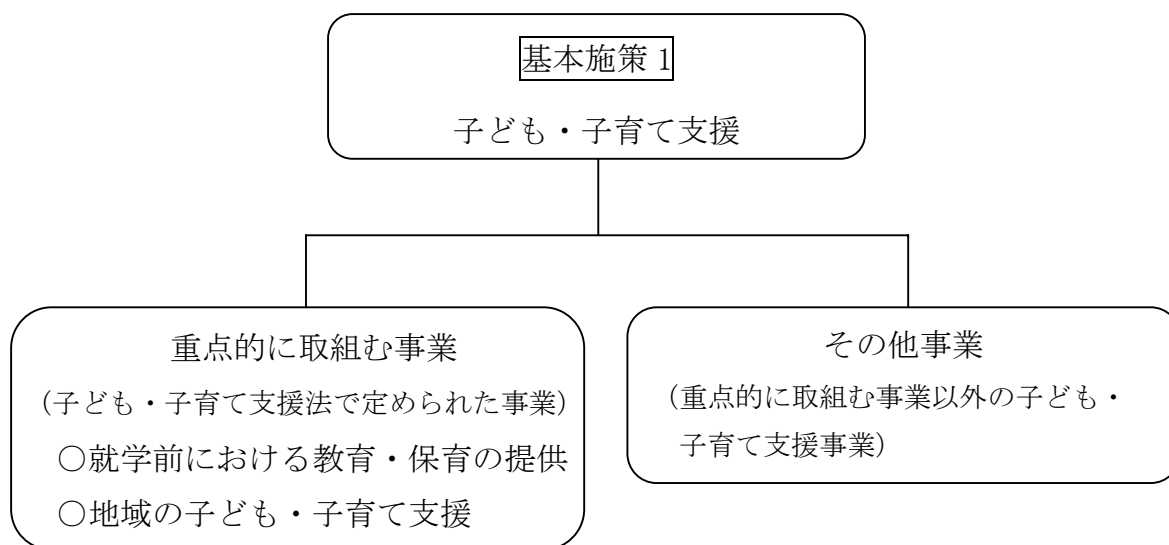 基本施策 1
子ども・子育て支援
重点的に取組む事業
(子ども・子育て支援法で定められた事業)
○就学前における教育・保育の提供
○地域の子ども・子育て支援
その他事業
(重点的に取組む事業以外の子ども・
子育て支援事業)